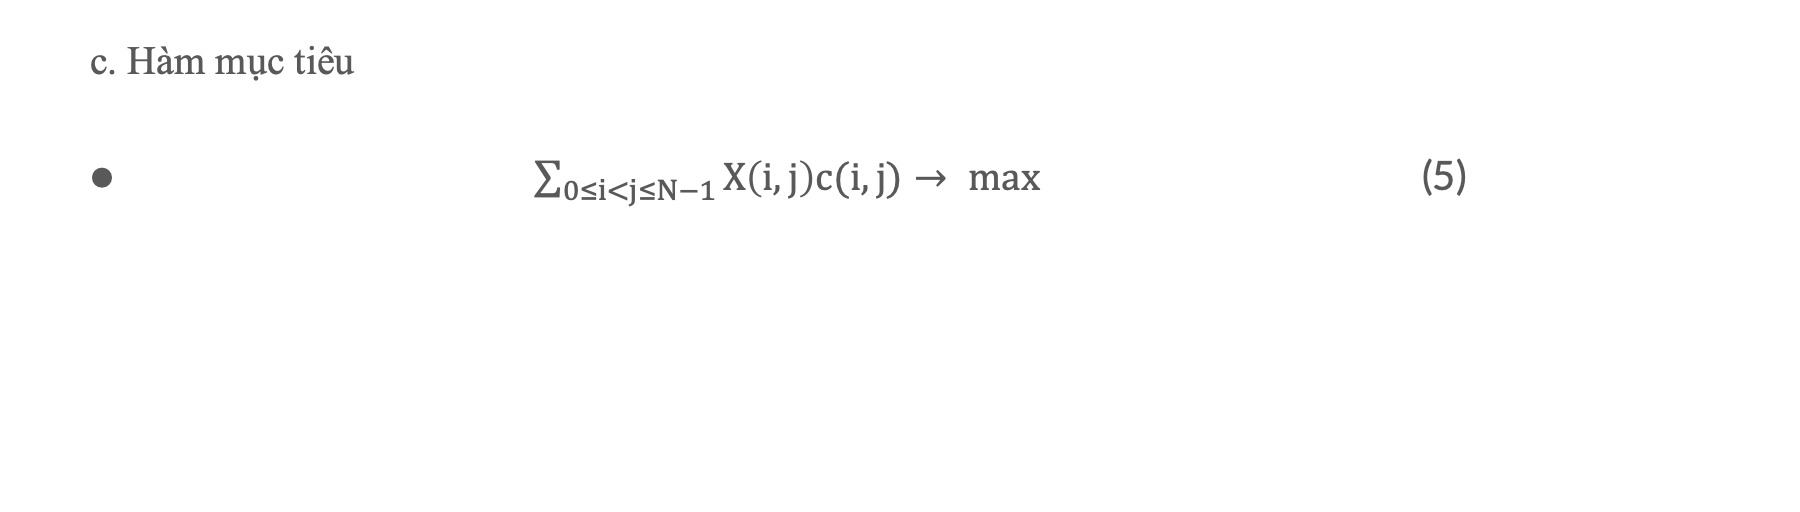 c. Hàm mục tiêu
● ∑0≤i<j≤N−1 X(i, j)c(i, j) → max (5)